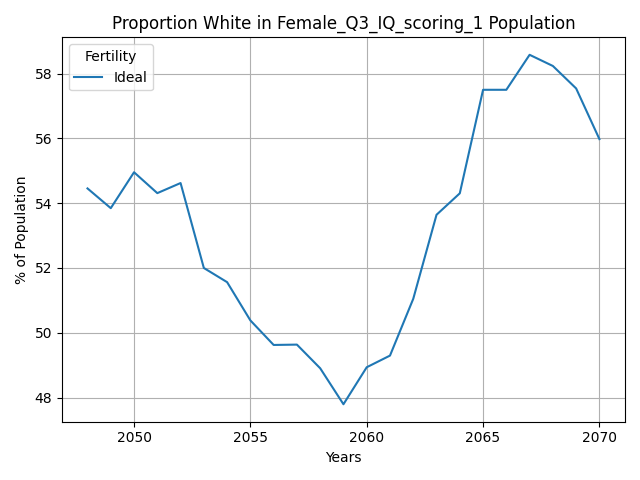 Proportion White in Female_Q3_IQ_scoring_1 Population
Fertility
Ideal
% of Population
58
56
54
52
50
48
2050 2055 2060 2065 2070
Years